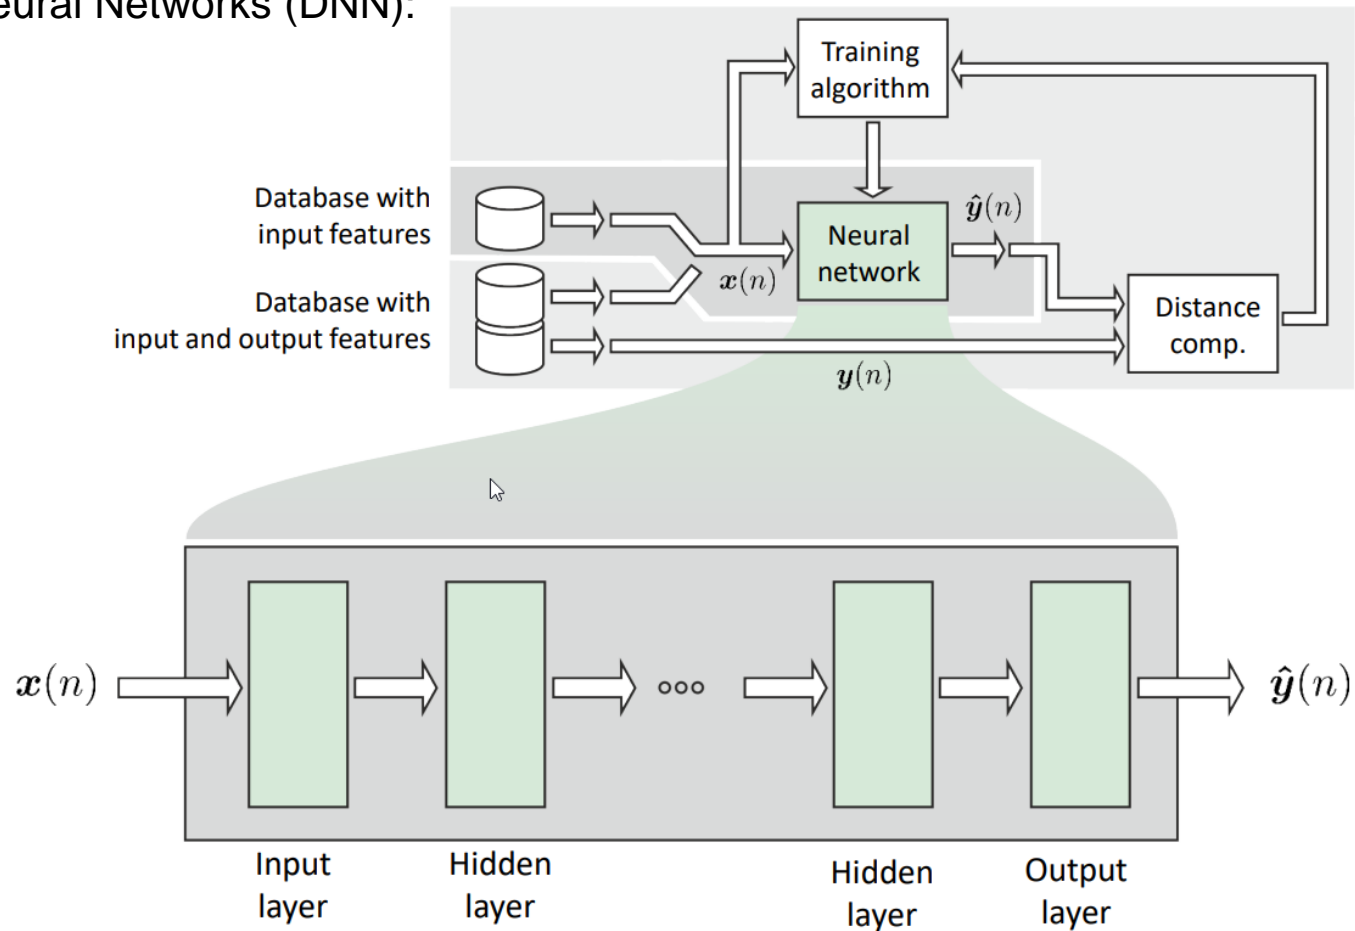 eural Networks (DNN):
Training
algorithm
Database with
input features
Neural
network
ŷ(n)
x(n)
Database with
input and output features
Distance
comp.
y(n)
x(n)
ŷ(n)
Input
layer
Hidden
layer
Hidden
layer
Output
layer